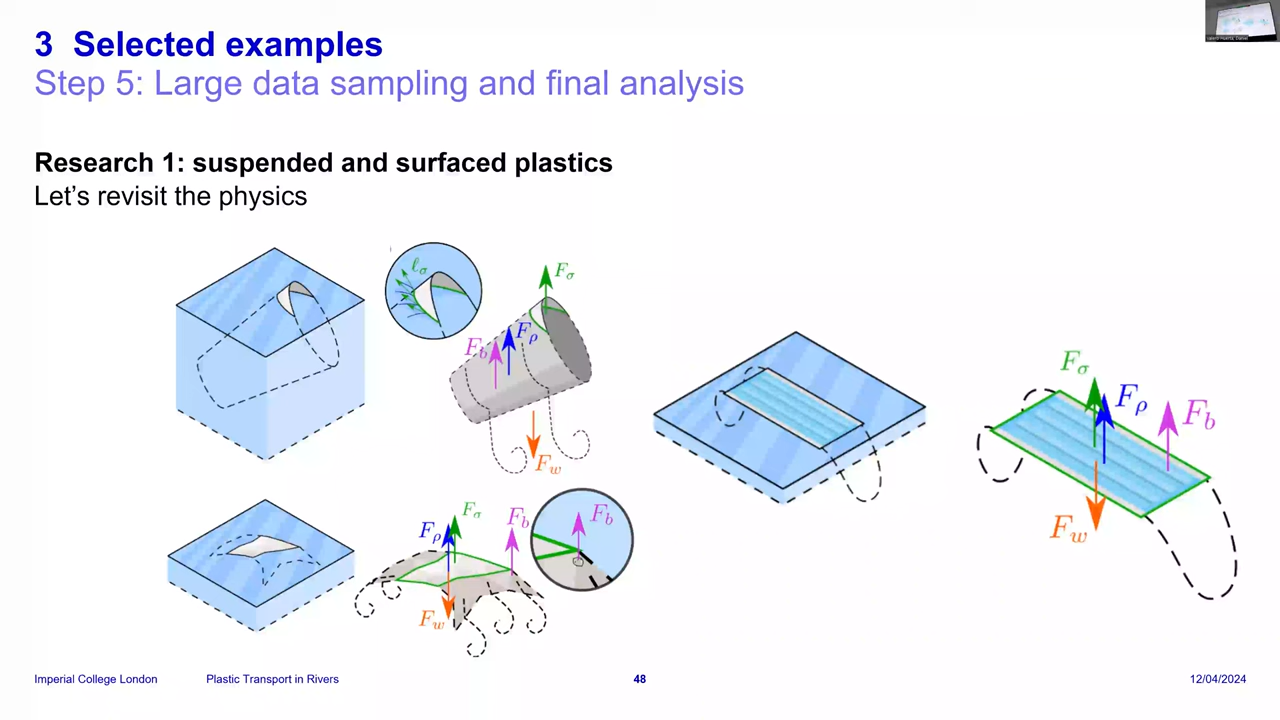 3 Selected examples
Step 5: Large data sampling and final analysis
Research 1: suspended and surfaced plastics
Let's revisit the physics
ℓσ
Fσ
Fρ
Fb
Fw
Fσ
Fρ
Fb
Fb
Fw
Fσ
Fρ
Fb
Fw
Imperial College London
Plastic Transport in Rivers
48
12/04/2024